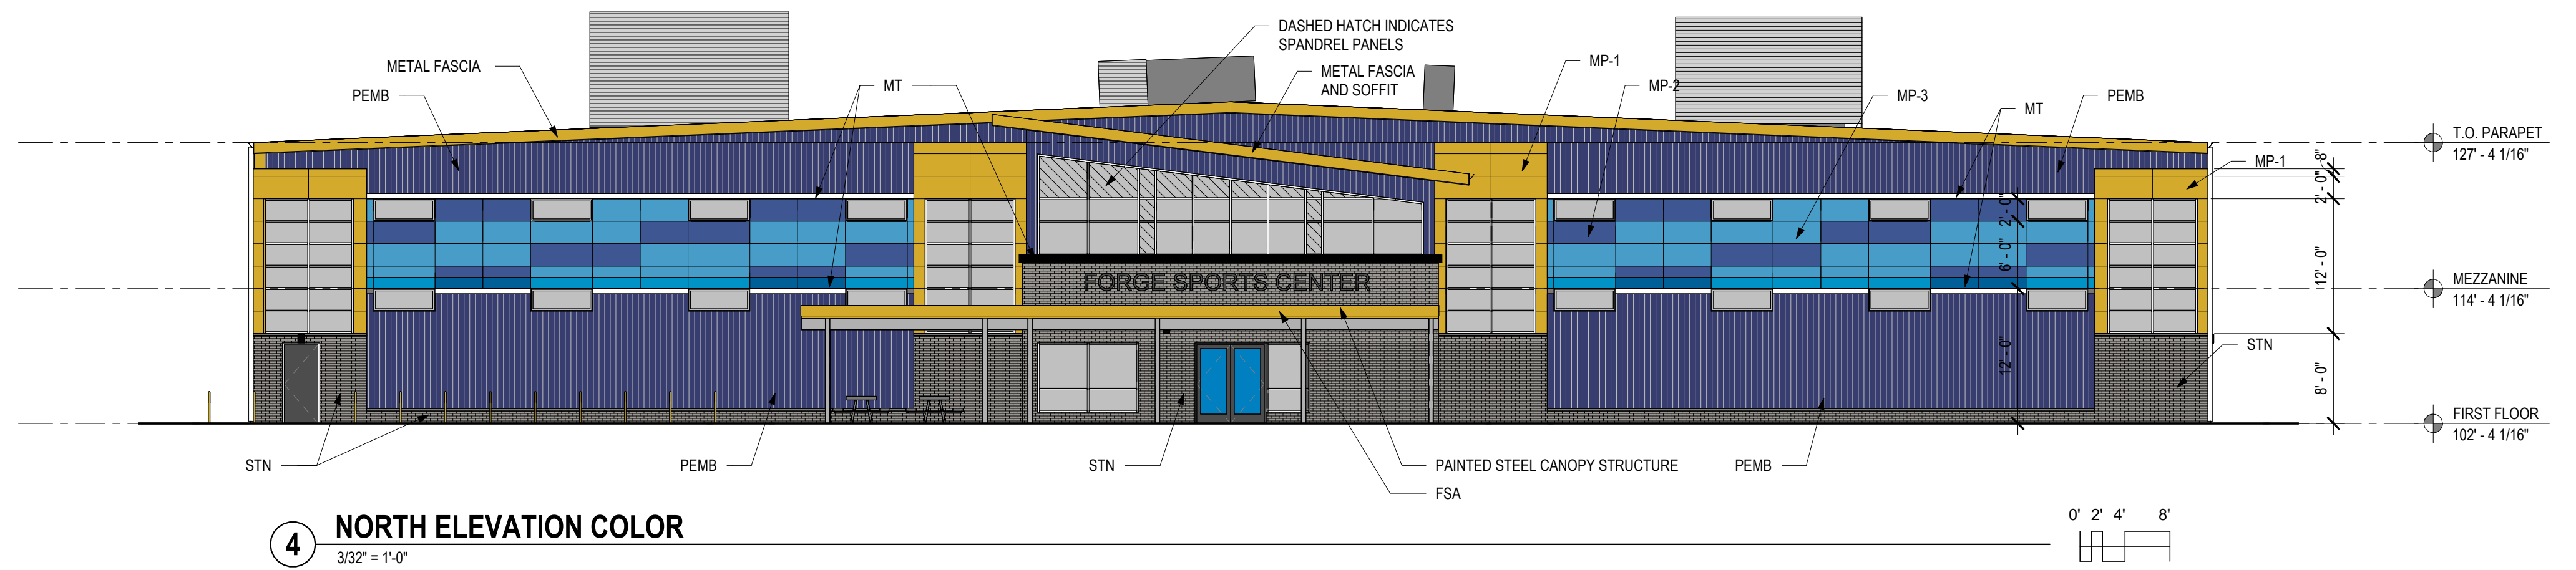 DASHED HATCH INDICATES
SPANDREL PANELS
METAL FASCIA
METAL FASCIA
AND SOFFIT
MP-1
PEMB
MT
MP-2
MP-3
MT
PEMB
T.O. PARAPET
127' - 4 1/16"
MP-1
8"
2' - 0"
2' - 0"
6' - 0"
12' - 0"
FORGE SPORTS CENTER
MEZZANINE
114' - 4 1/16"
12' - 0"
8' - 0"
STN
FIRST FLOOR
102' - 4 1/16"
STN
PEMB
STN
PAINTED STEEL CANOPY STRUCTURE
PEMB
FSA
4
NORTH ELEVATION COLOR
3/32" = 1'-0"
0' 2' 4' 8'